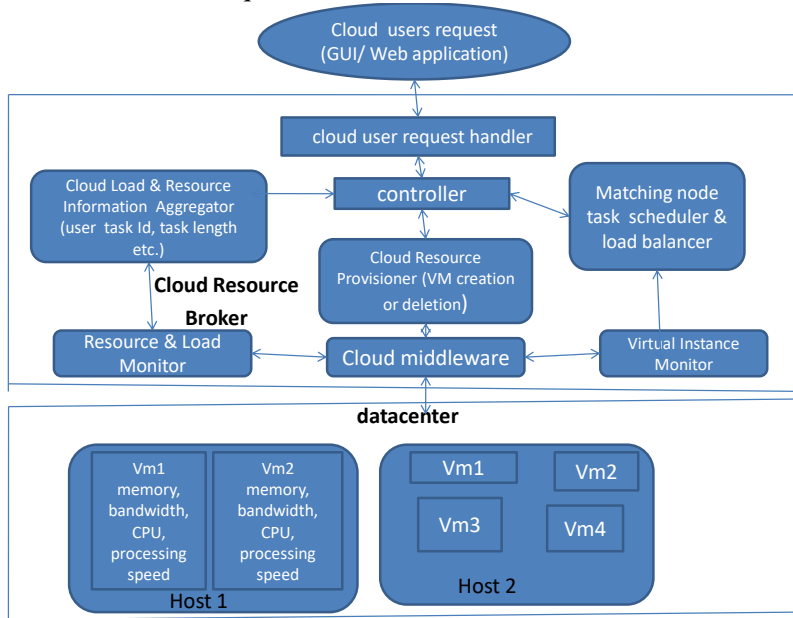 Cloud users request
(GUI/ Web application)
cloud user request handler
Cloud Load & Resource
Information Aggregator
(user task Id, task length
etc.)
controller
Matching node
task scheduler &
load balancer
Cloud Resource
Provisioner (VM creation
or deletion)
Cloud Resource
Broker
Resource & Load
Monitor
Cloud middleware
Virtual Instance
Monitor
datacenter
Vm1
memory,
bandwidth,
CPU,
processing
speed
Vm2
memory,
bandwidth,
CPU,
processing
speed
Host 1
Vm1
Vm2
Vm3
Vm4
Host 2